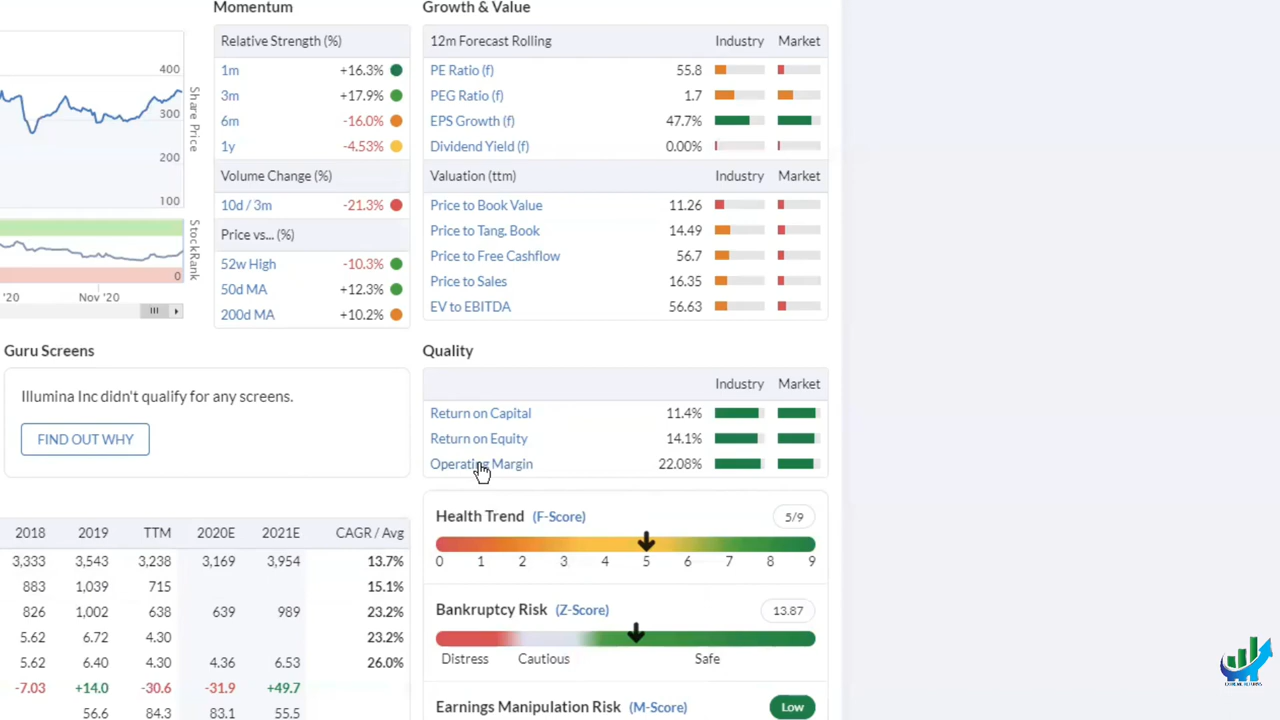 Momentum
Relative Strength (%)
1m +16.3%
3m +17.9%
6m -16.0%
1y -4.53%
Volume Change (%)
10d / 3m -21.3%
Price vs... (%)
52w High -10.3%
50d MA +12.3%
200d MA +10.2%
Growth & Value
12m Forecast Rolling Industry Market
PE Ratio (f) 55.8
PEG Ratio (f) 1.7
EPS Growth (f) 47.7%
Dividend Yield (f) 0.00%
Valuation (ttm) Industry Market
Price to Book Value 11.26
Price to Tang. Book 14.49
Price to Free Cashflow 56.7
Price to Sales 16.35
EV to EBITDA 56.63
400
300
200
100
Share Price
StockRank
0
'20 Nov '20
Guru Screens
Illumina Inc didn't qualify for any screens.
FIND OUT WHY
Quality
Industry Market
Return on Capital 11.4%
Return on Equity 14.1%
Operating Margin 22.08%
2018 2019 TTM 2020E 2021E CAGR / Avg
3,333 3,543 3,238 3,169 3,954 13.7%
883 1,039 715 15.1%
826 1,002 638 639 989 23.2%
5.62 6.72 4.30 23.2%
5.62 6.40 4.30 4.36 6.53 26.0%
-7.03 +14.0 -30.6 -31.9 +49.7
56.6 84.3 83.1 55.5
Health Trend (F-Score) 5/9
0 1 2 3 4 5 6 7 8 9
Bankruptcy Risk (Z-Score) 13.87
Distress Cautious Safe
Earnings Manipulation Risk (M-Score) Low